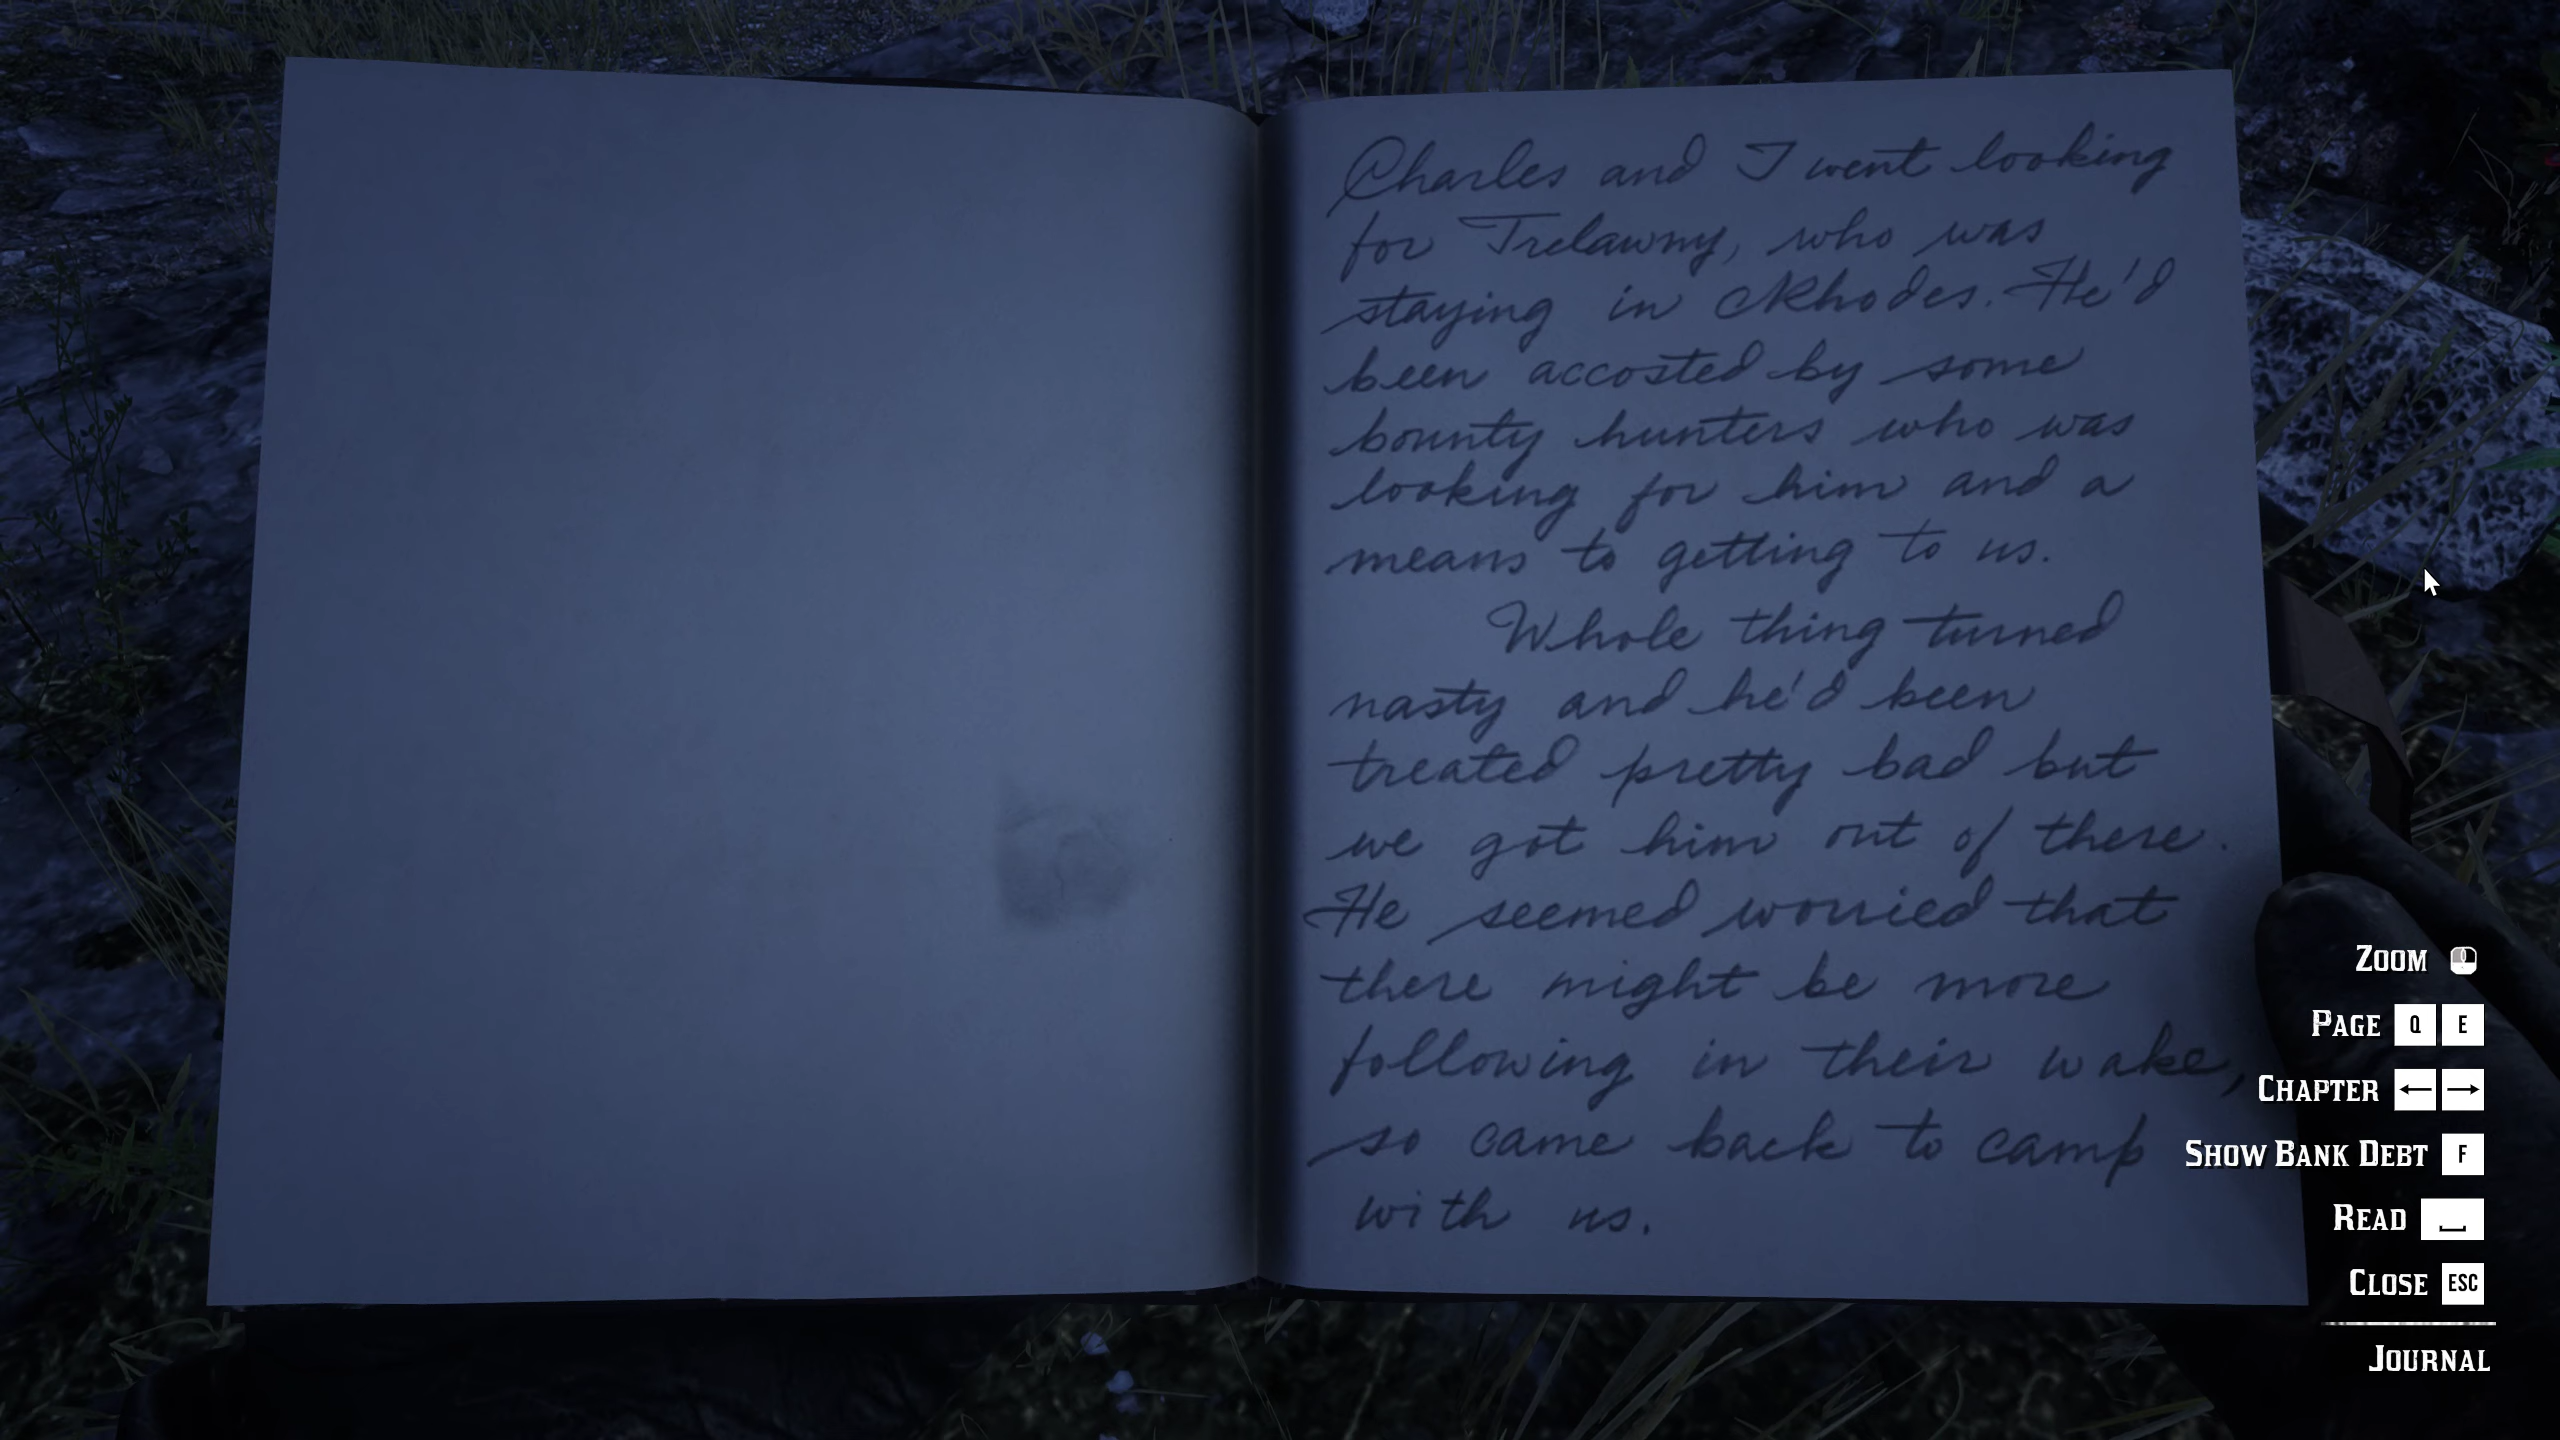 Charles and I went looking
for Trelawny, who was
staying in Rhodes. He'd
been accosted by some
bounty hunters who was
looking for him and a
means to getting to us.
Whole thing turned
nasty and he'd been
treated pretty bad but
we got him out of there.
He seemed worried that
there might be more
following in their wake,
so came back to camp
with us.
ZOOM
PAGE Q E
CHAPTER ← →
SHOW BANK DEBT F
READ
CLOSE ESC
JOURNAL